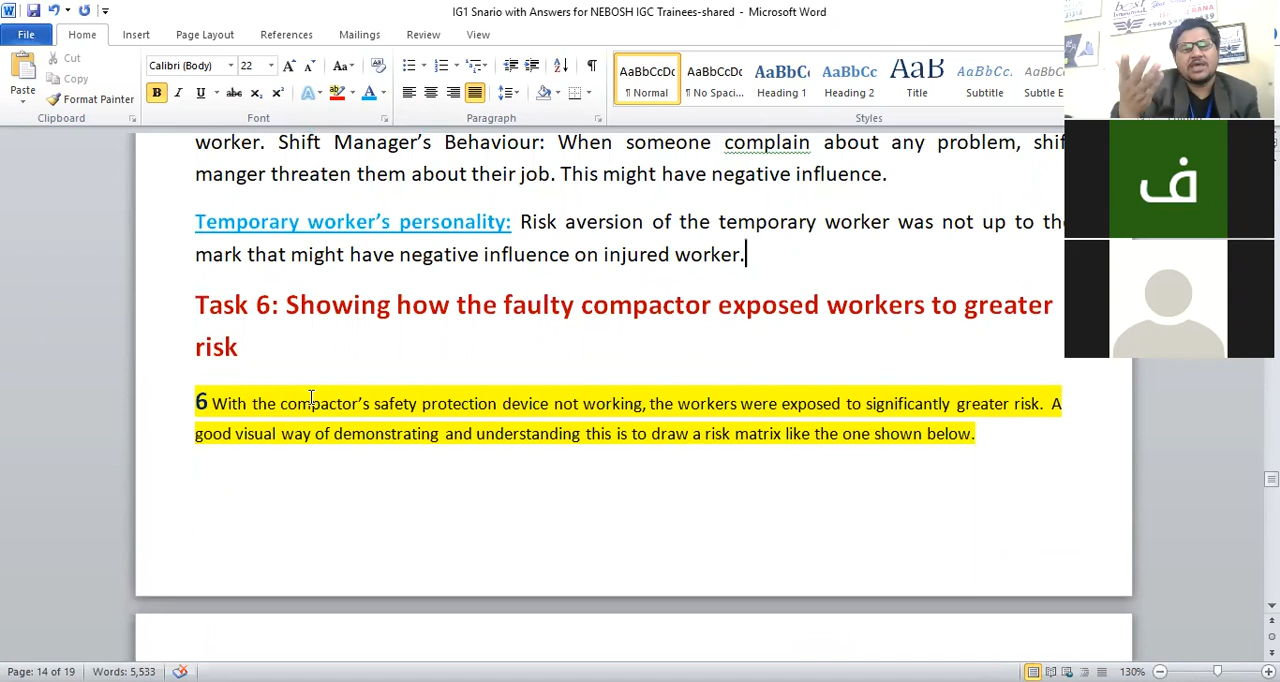 IG1 Snario with Answers for NEBOSH IGC Trainees-shared - Microsoft Word
File Home Insert Page Layout References Mailings Review View
Paste
Cut
Copy
Format Painter
Calibri (Body) 22
AaBbCcDc AaBbCcDc AaBbCc AaBbCc AaB AaBbCc. AaBbCc
¶ Normal ¶ No Spaci... Heading 1 Heading 2 Title Subtitle Subtle E
Clipboard Font Paragraph Styles
worker. Shift Manager's Behaviour: When someone complain about any problem, shif
manger threaten them about their job. This might have negative influence.
Temporary worker's personality: Risk aversion of the temporary worker was not up to the
mark that might have negative influence on injured worker.
Task 6: Showing how the faulty compactor exposed workers to greater
risk
6 With the compactor's safety protection device not working, the workers were exposed to significantly greater risk. A
good visual way of demonstrating and understanding this is to draw a risk matrix like the one shown below.
ف
Page: 14 of 19 Words: 5,533 130%